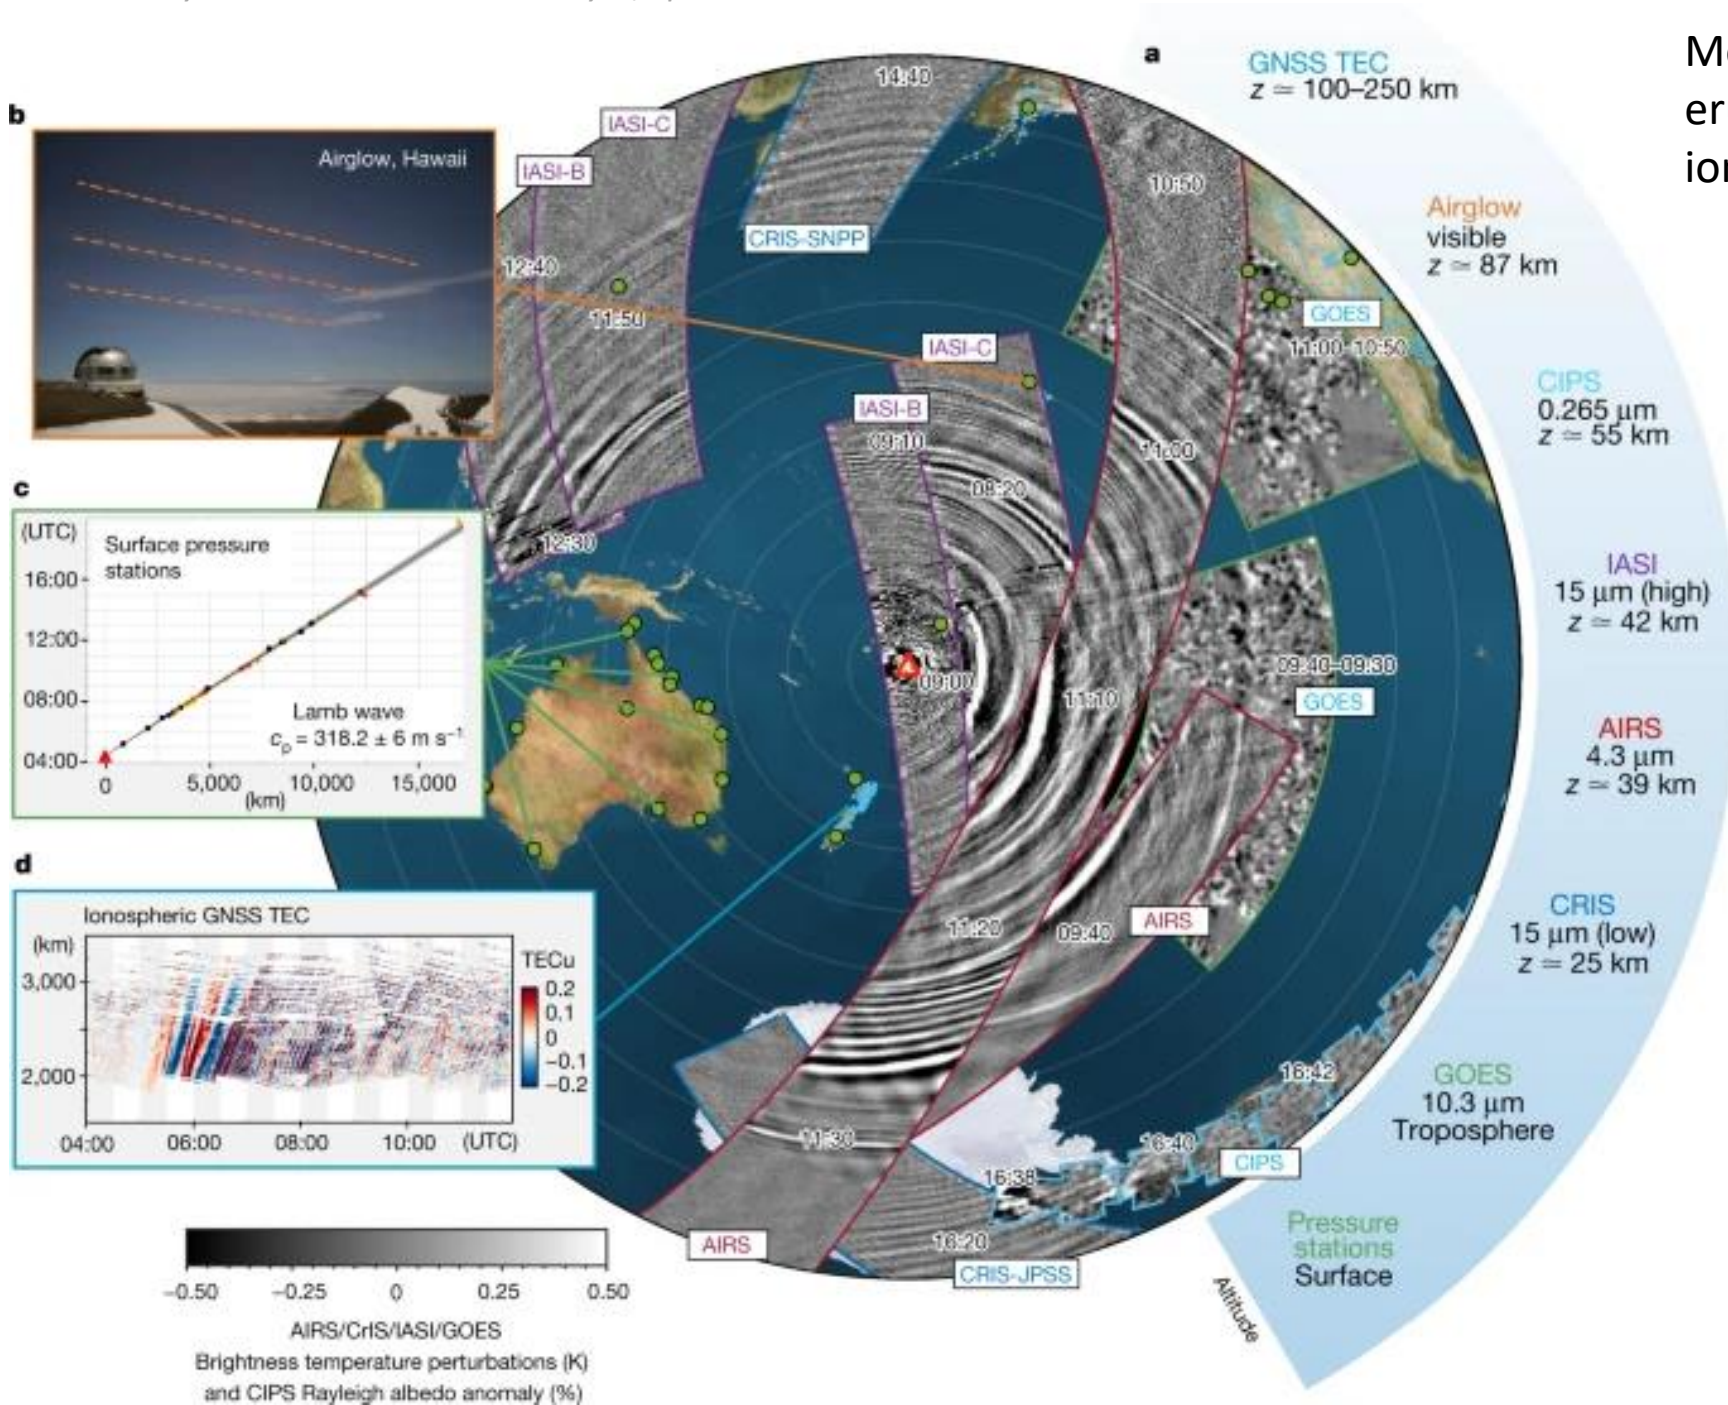 a
GNSS TEC
z ≃ 100–250 km
Airglow
visible
z ≃ 87 km
CIPS
0.265 μm
z ≃ 55 km
IASI
15 μm (high)
z ≃ 42 km
AIRS
4.3 μm
z ≃ 39 km
CRIS
15 μm (low)
z ≃ 25 km
GOES
10.3 μm
Troposphere
Pressure
stations
Surface
Altitude
er
b
Airglow, Hawaii
IASI-C
IASI-B
14:40
CRIS-SNPP
10:50
12:40
11:50
GOES
11:00–10:50
IASI-C
IASI-B
09:10
08:20
11:00
12:30
09:00
11:10
09:40–09:30
GOES
11:20
09:40
AIRS
11:30
16:42
16:40
16:38
CIPS
AIRS
16:20
CRIS-JPSS
c
(UTC)
Surface pressure
stations
16:00
12:00
08:00
04:00
Lamb wave
cp = 318.2 ± 6 m s⁻¹
0
5,000
10,000
15,000
(km)
d
Ionospheric GNSS TEC
(km)
3,000
2,000
TECu
0.2
0.1
0
−0.1
−0.2
04:00
06:00
08:00
10:00
(UTC)
−0.50
−0.25
0
0.25
0.50
AIRS/CrIS/IASI/GOES
Brightness temperature perturbations (K)
and CIPS Rayleigh albedo anomaly (%)